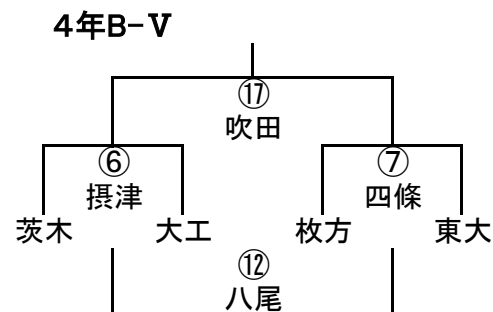 4年B-Ⅴ
⑰
吹田
⑥ ⑦
摂津 四條
茨木 大工 枚方 東大
⑫
八尾